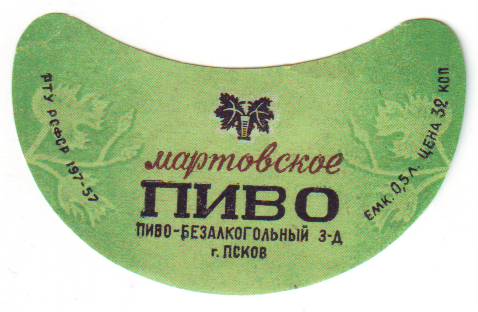 РТУ РСФСР 197-57
мартовское
ПИВО
ПИВО-БЕЗАЛКОГОЛЬНЫЙ З-Д
г. ПСКОВ
ЕМК. 0,5 Л. ЦЕНА 32 КОП